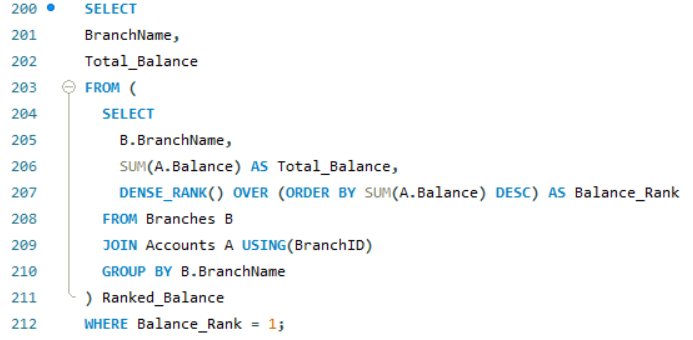 200 SELECT
201 BranchName,
202 Total_Balance
203 FROM (
204 SELECT
205 B.BranchName,
206 SUM(A.Balance) AS Total_Balance,
207 DENSE_RANK() OVER (ORDER BY SUM(A.Balance) DESC) AS Balance_Rank
208 FROM Branches B
209 JOIN Accounts A USING(BranchID)
210 GROUP BY B.BranchName
211 ) Ranked_Balance
212 WHERE Balance_Rank = 1;